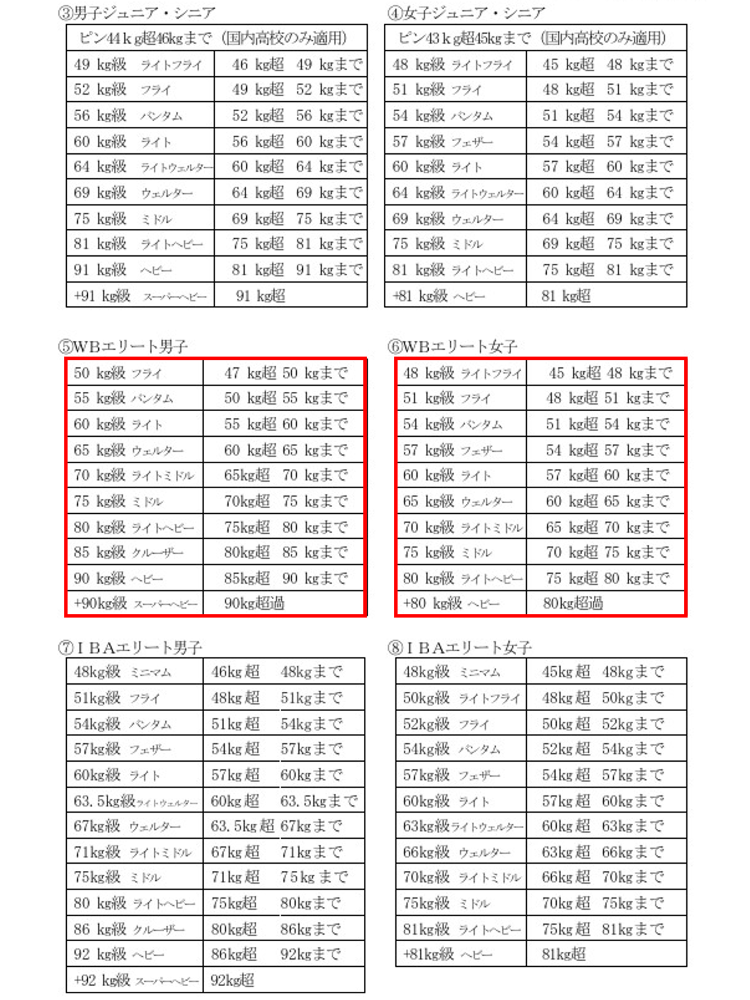 ③男子ジュニア・シニア
ピン44ｋg超46kgまで（国内高校のみ適用）
49 kg級 ライトフライ 46 kg超 49 kgまで
52 kg級 フライ 49 kg超 52 kgまで
56 kg級 バンタム 52 kg超 56 kgまで
60 kg級 ライト 56 kg超 60 kgまで
64 kg級 ライトウェルター 60 kg超 64 kgまで
69 kg級 ウェルター 64 kg超 69 kgまで
75 kg級 ミドル 69 kg超 75 kgまで
81 kg級 ライトヘビー 75 kg超 81 kgまで
91 kg級 ヘビー 81 kg超 91 kgまで
+91 kg級 スーパーヘビー 91 kg超
④女子ジュニア・シニア
ピン43ｋg超45kgまで（国内高校のみ適用）
48 kg級 ライトフライ 45 kg超 48 kgまで
51 kg級 フライ 48 kg超 51 kgまで
54 kg級 バンタム 51 kg超 54 kgまで
57 kg級 フェザー 54 kg超 57 kgまで
60 kg級 ライト 57 kg超 60 kgまで
64 kg級 ライトウェルター 60 kg超 64 kgまで
69 kg級 ウェルター 64 kg超 69 kgまで
75 kg級 ミドル 69 kg超 75 kgまで
81 kg級 ライトヘビー 75 kg超 81 kgまで
+81 kg級 ヘビー 81 kg超
⑤ＷＢエリート男子
50 kg級 フライ 47 kg超 50 kgまで
55 kg級 バンタム 50 kg超 55 kgまで
60 kg級 ライト 55 kg超 60 kgまで
65 kg級 ウェルター 60 kg超 65 kgまで
70 kg級 ライトミドル 65kg超 70 kgまで
75 kg級 ミドル 70kg超 75 kgまで
80 kg級 ライトヘビー 75kg超 80 kgまで
85 kg級 クルーザー 80kg超 85 kgまで
90 kg級 ヘビー 85kg超 90 kgまで
+90kg級 スーパーヘビー 90kg超過
⑥ＷＢエリート女子
48 kg級 ライトフライ 45 kg超 48 kgまで
51 kg級 フライ 48 kg超 51 kgまで
54 kg級 バンタム 51 kg超 54 kgまで
57 kg級 フェザー 54 kg超 57 kgまで
60 kg級 ライト 57 kg超 60 kgまで
65 kg級 ウェルター 60 kg超 65 kgまで
70 kg級 ライトミドル 65 kg超 70 kgまで
75 kg級 ミドル 70 kg超 75 kgまで
80 kg級 ライトヘビー 75 kg超 80 kgまで
+80 kg級 ヘビー 80kg超過
⑦ＩＢＡエリート男子
48kg級 ミニマム 46kg超 48kgまで
51kg級 フライ 48kg超 51kgまで
54kg級 バンタム 51kg超 54kgまで
57kg級 フェザー 54kg超 57kgまで
60kg級 ライト 57kg超 60kgまで
63.5kg級ライトウェルター 60kg超 63.5kgまで
67kg級 ウェルター 63.5kg超 67kgまで
71kg級 ライトミドル 67kg超 71kgまで
75kg級 ミドル 71kg超 75kgまで
80 kg級 ライトヘビー 75kg超 80kgまで
86 kg級 クルーザー 80kg超 86kgまで
92 kg級 ヘビー 86kg超 92kgまで
+92 kg級 スーパーヘビー 92kg超
⑧ＩＢＡエリート女子
48kg級 ミニマム 45kg超 48kgまで
50kg級 ライトフライ 48kg超 50kgまで
52kg級 フライ 50kg超 52kgまで
54kg級 バンタム 52kg超 54kgまで
57kg級 フェザー 54kg超 57kgまで
60kg級 ライト 57kg超 60kgまで
63kg級ライトウェルター 60kg超 63kgまで
66kg級 ウェルター 63kg超 66kgまで
70kg級 ライトミドル 66kg超 70kgまで
75kg級 ミドル 70kg超 75kgまで
81kg級 ライトヘビー 75kg超 81kgまで
+81kg級 ヘビー 81kg超